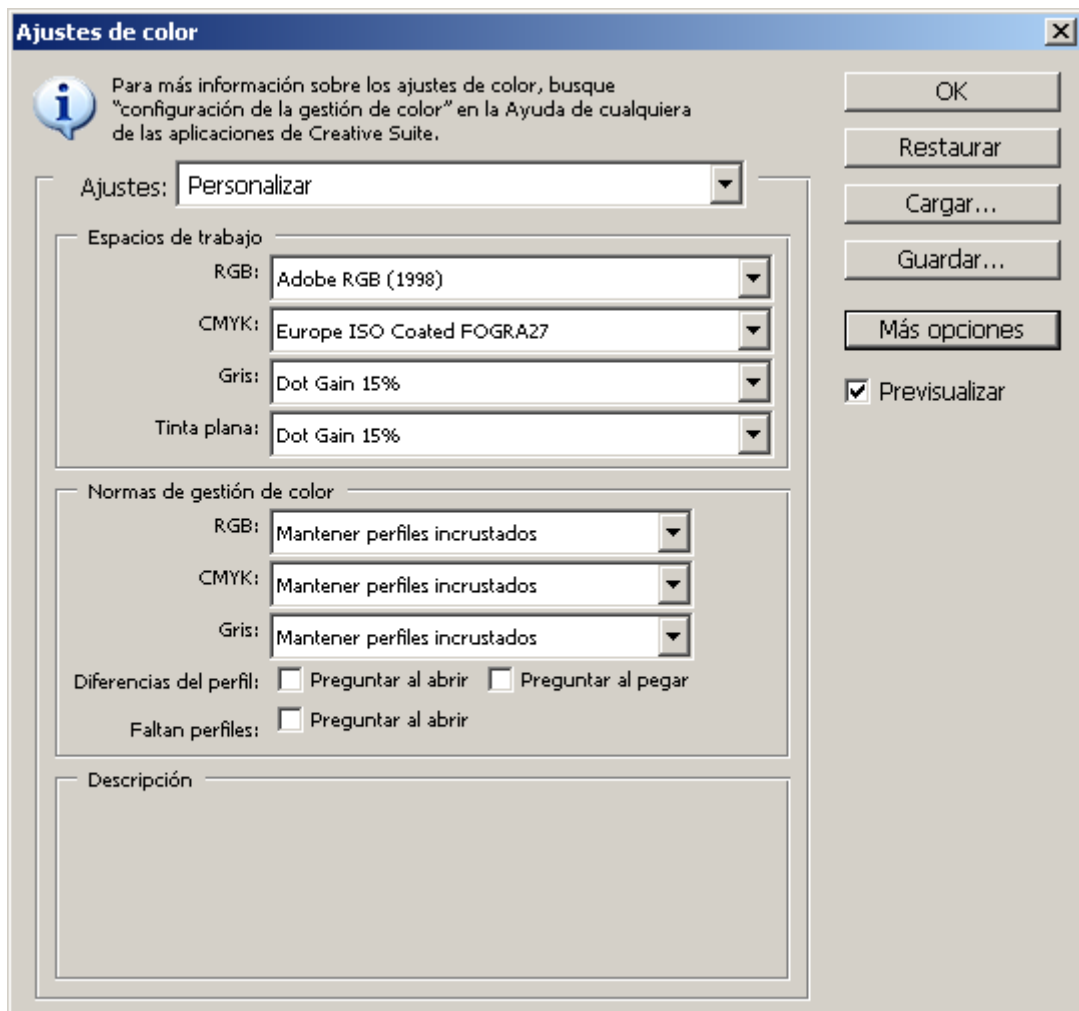 Ajustes de color
Para más información sobre los ajustes de color, busque
"configuración de la gestión de color" en la Ayuda de cualquiera
de las aplicaciones de Creative Suite.
OK
Restaurar
Cargar...
Guardar...
Más opciones
Previsualizar
Ajustes: Personalizar
Espacios de trabajo
RGB: Adobe RGB (1998)
CMYK: Europe ISO Coated FOGRA27
Gris: Dot Gain 15%
Tinta plana: Dot Gain 15%
Normas de gestión de color
RGB: Mantener perfiles incrustados
CMYK: Mantener perfiles incrustados
Gris: Mantener perfiles incrustados
Diferencias del perfil: Preguntar al abrir Preguntar al pegar
Faltan perfiles: Preguntar al abrir
Descripción